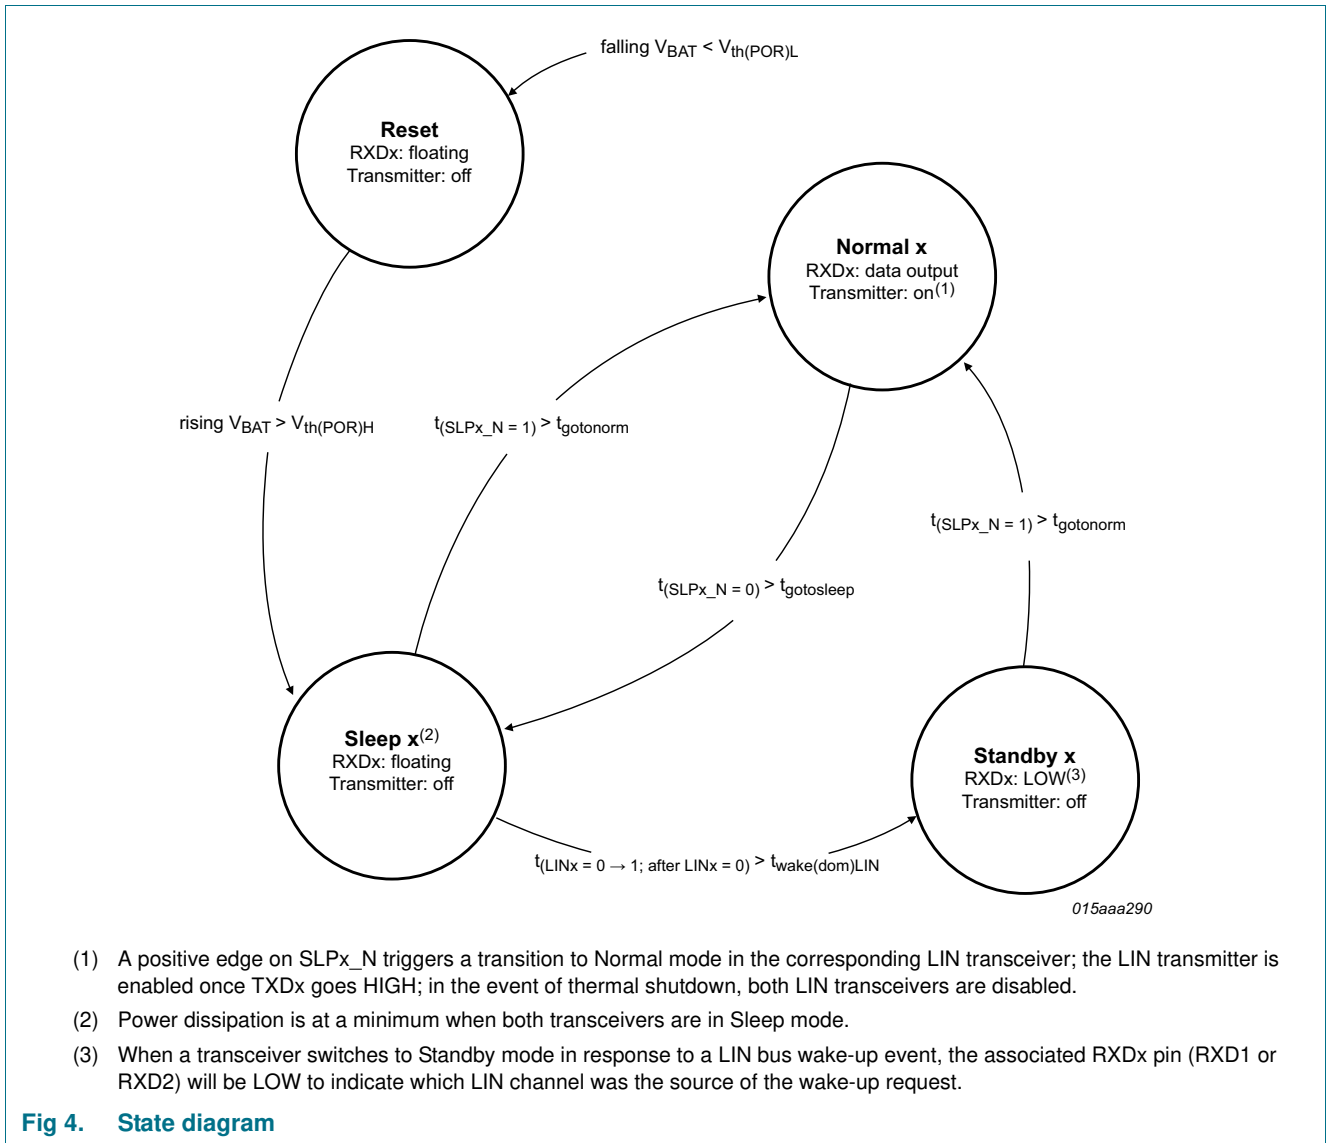 falling VBAT < Vth(POR)L
Reset
RXDx: floating
Transmitter: off
Normal x
RXDx: data output
Transmitter: on(1)
rising VBAT > Vth(POR)H
t(SLPx_N = 1) > tgotonorm
t(SLPx_N = 1) > tgotonorm
t(SLPx_N = 0) > tgotosleep
Sleep x(2)
RXDx: floating
Transmitter: off
Standby x
RXDx: LOW(3)
Transmitter: off
t(LINx = 0 → 1; after LINx = 0) > twake(dom)LIN
015aaa290
(1) A positive edge on SLPx_N triggers a transition to Normal mode in the corresponding LIN transceiver; the LIN transmitter is
enabled once TXDx goes HIGH; in the event of thermal shutdown, both LIN transceivers are disabled.
(2) Power dissipation is at a minimum when both transceivers are in Sleep mode.
(3) When a transceiver switches to Standby mode in response to a LIN bus wake-up event, the associated RXDx pin (RXD1 or
RXD2) will be LOW to indicate which LIN channel was the source of the wake-up request.
Fig 4. State diagram